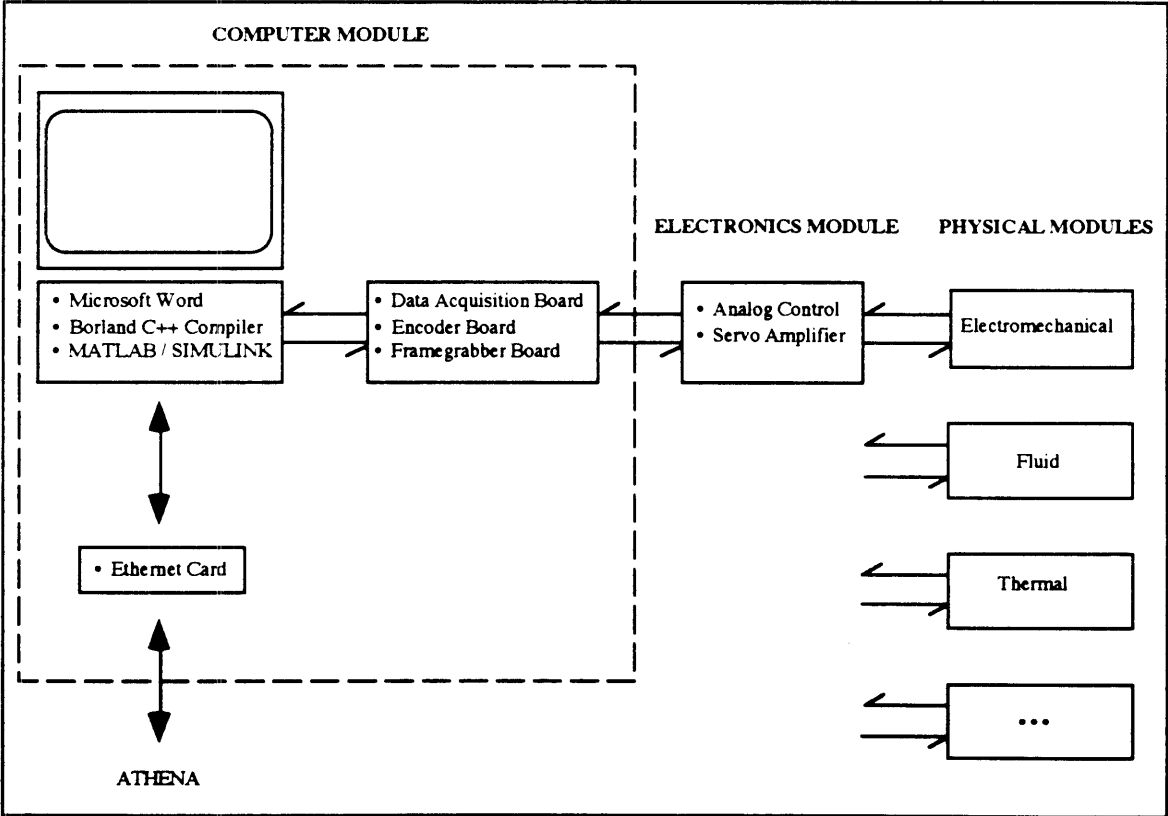 COMPUTER MODULE
ELECTRONICS MODULE
PHYSICAL MODULES
• Microsoft Word
• Borland C++ Compiler
• MATLAB / SIMULINK
• Data Acquisition Board
• Encoder Board
• Framegrabber Board
• Analog Control
• Servo Amplifier
Electromechanical
Fluid
• Ethernet Card
Thermal
•••
ATHENA